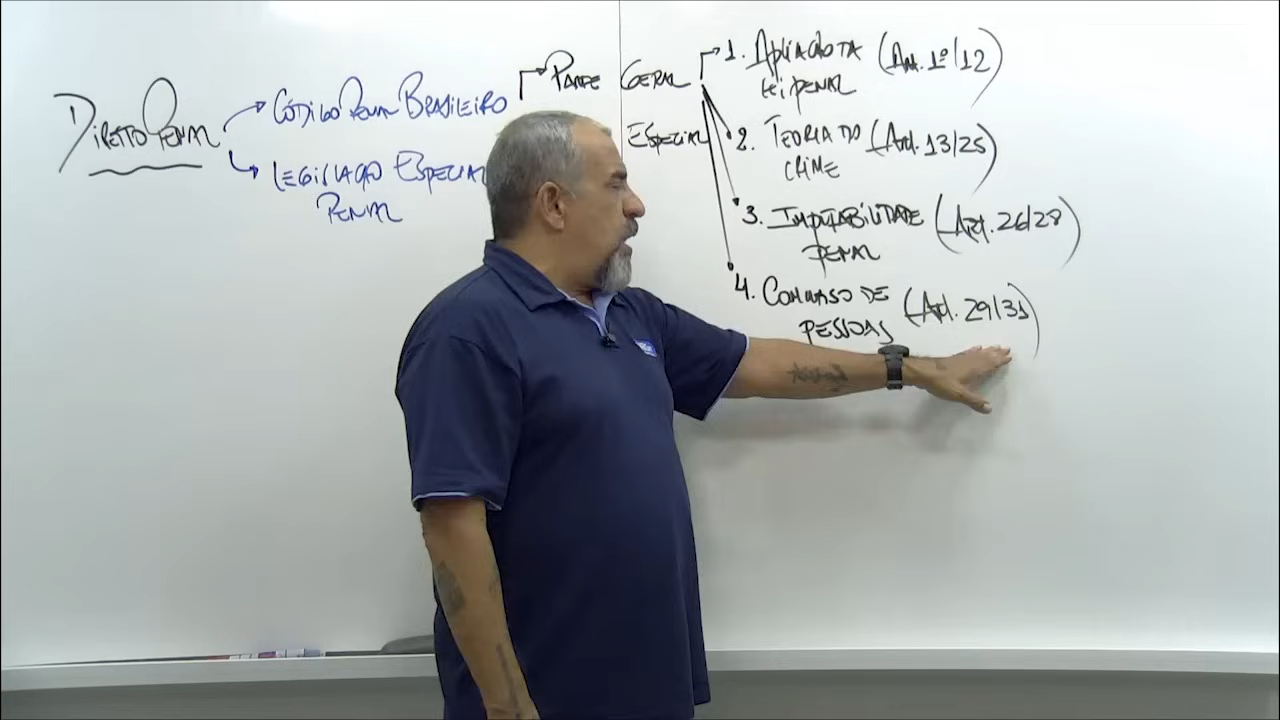 DIREITO PENAL
CÓDIGO PENAL BRASILEIRO
LEGISLAÇÃO ESPECIAL
PENAL
PARTE GERAL
ESPECIAL
1. APLIAÇÃO DA (Art. 1º/12)
LEI PENAL
2. TEORIA DO (Art. 13/25)
CRIME
3. IMPUTABILIDADE (Art. 26/28)
PENAL
4. CONCURSO DE (Art. 29/31)
PESSOAS